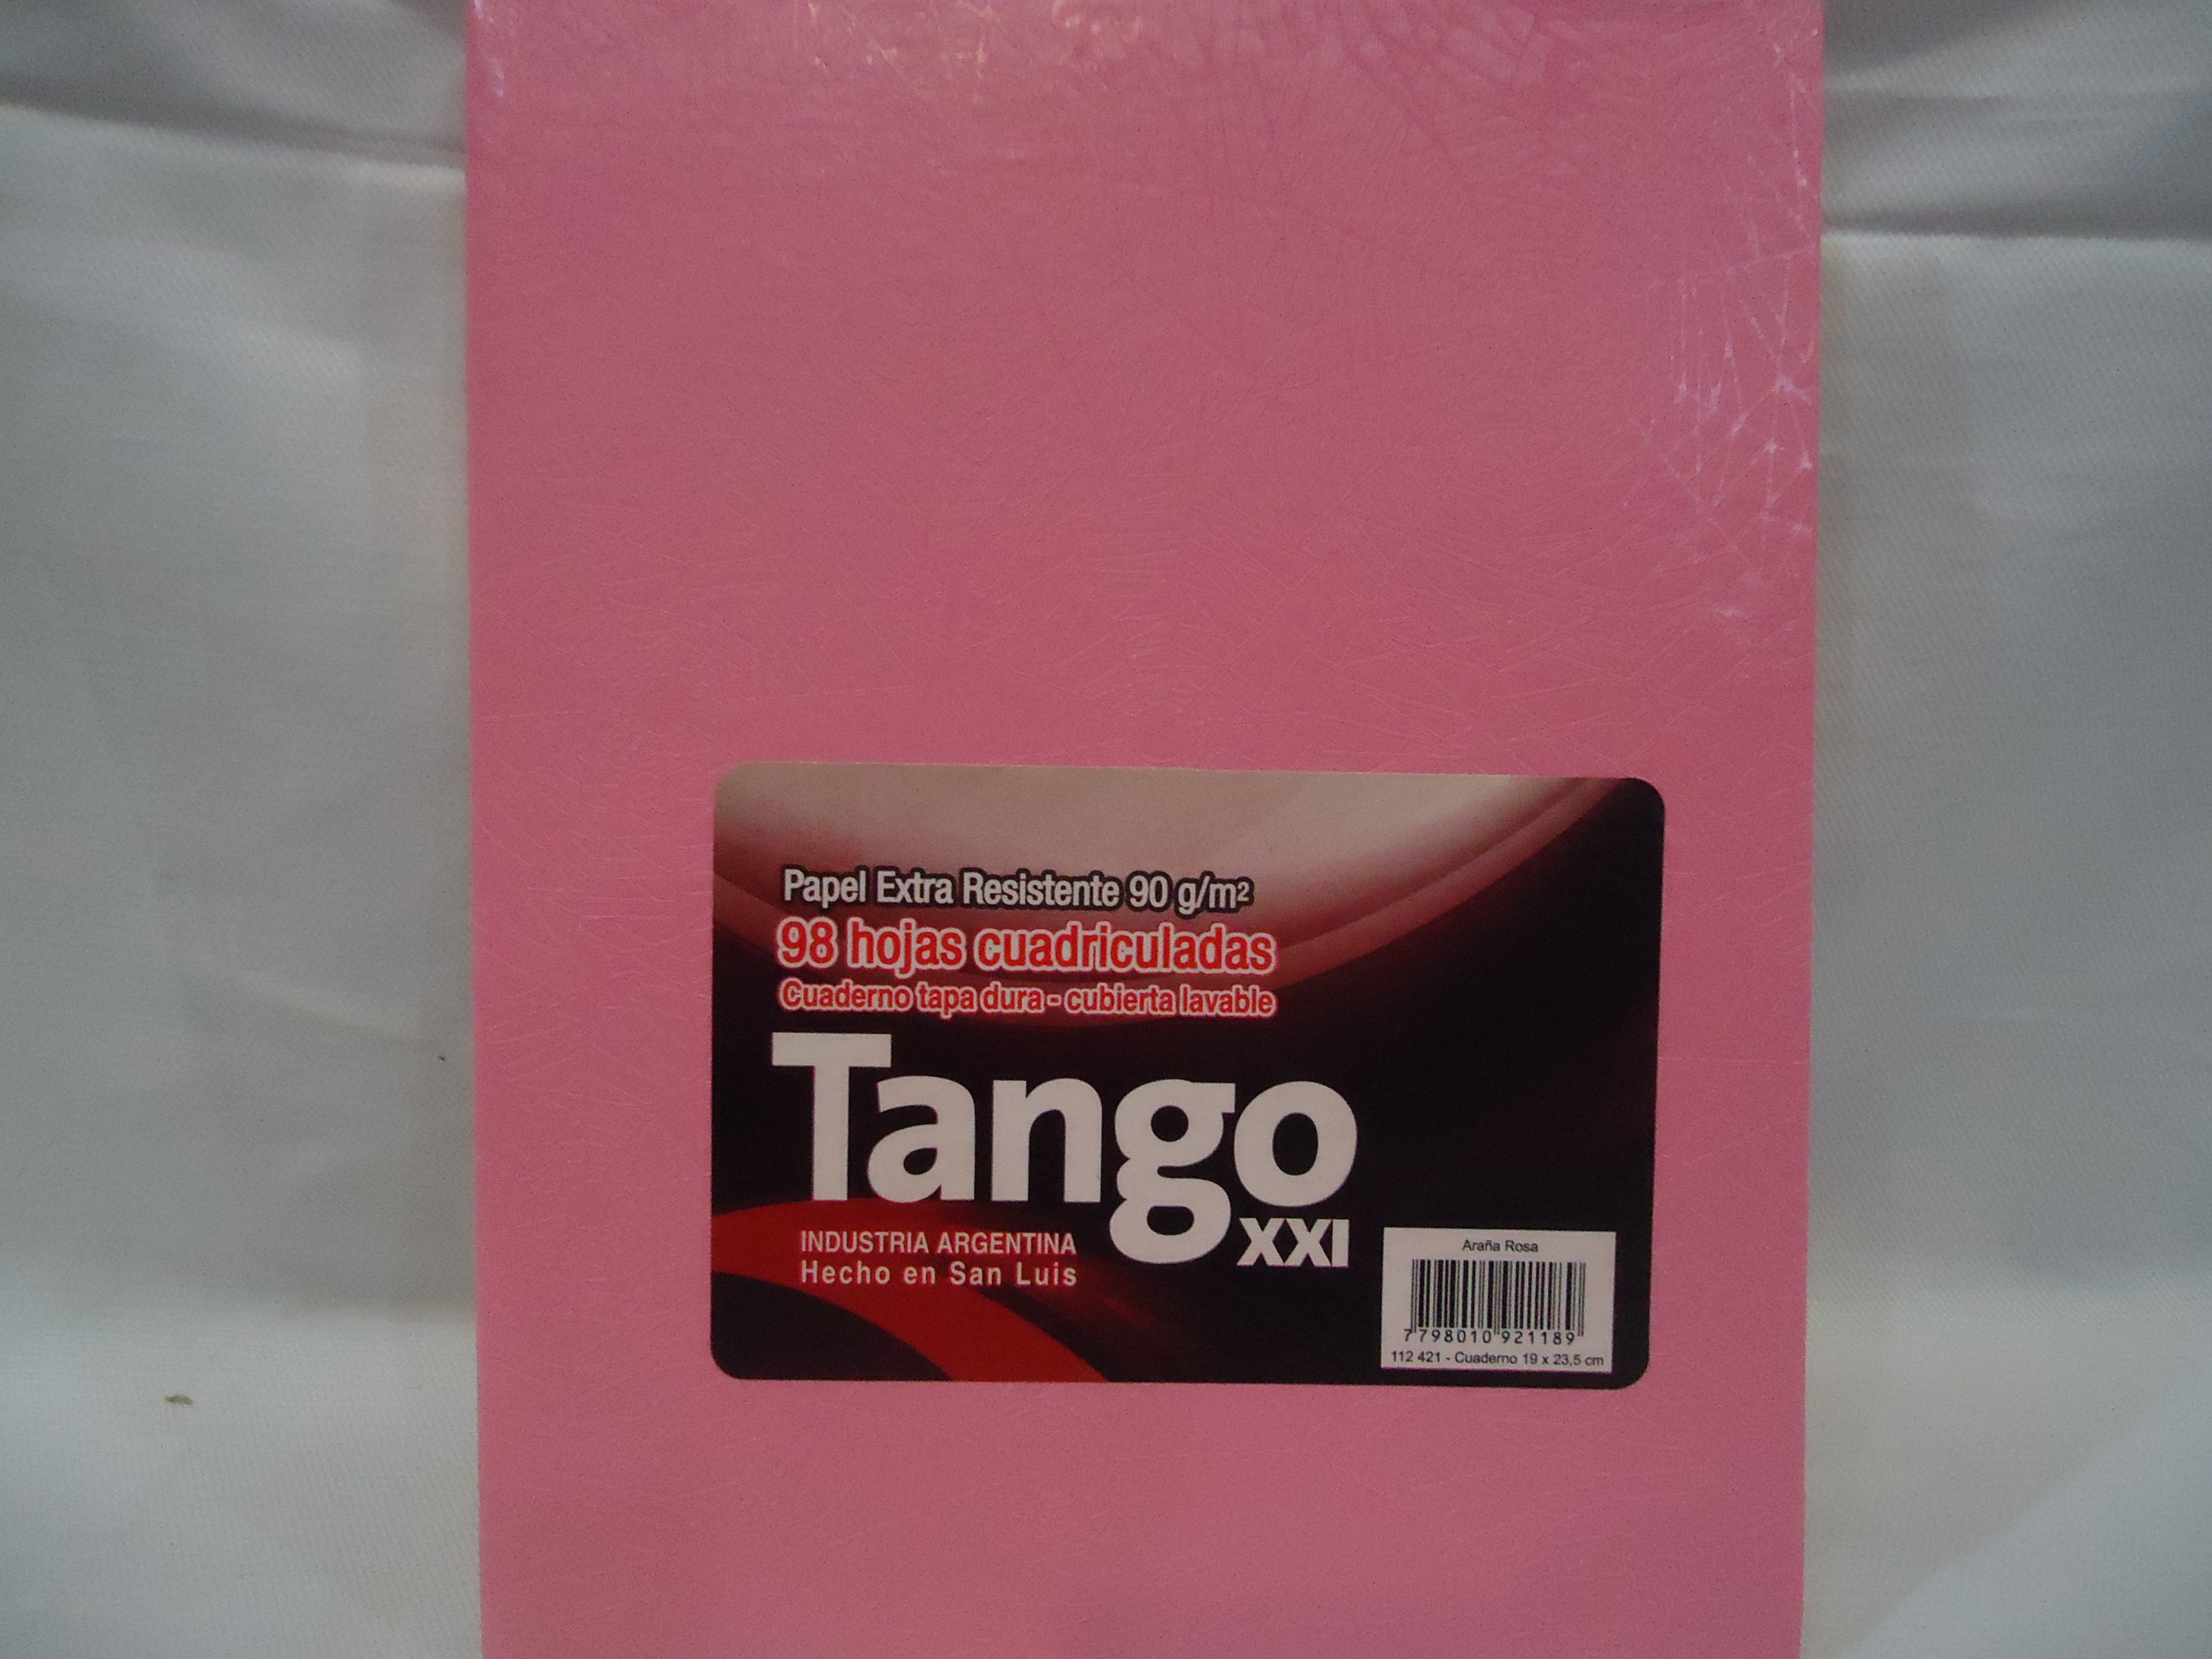 Papel Extra Resistente 90 g/m²
98 hojas cuadriculadas
Cuaderno tapa dura - cubierta lavable
Tango
XXI
INDUSTRIA ARGENTINA
Hecho en San Luis
Araña Rosa
7798010921189
112 421 - Cuaderno 19 x 23,5 cm